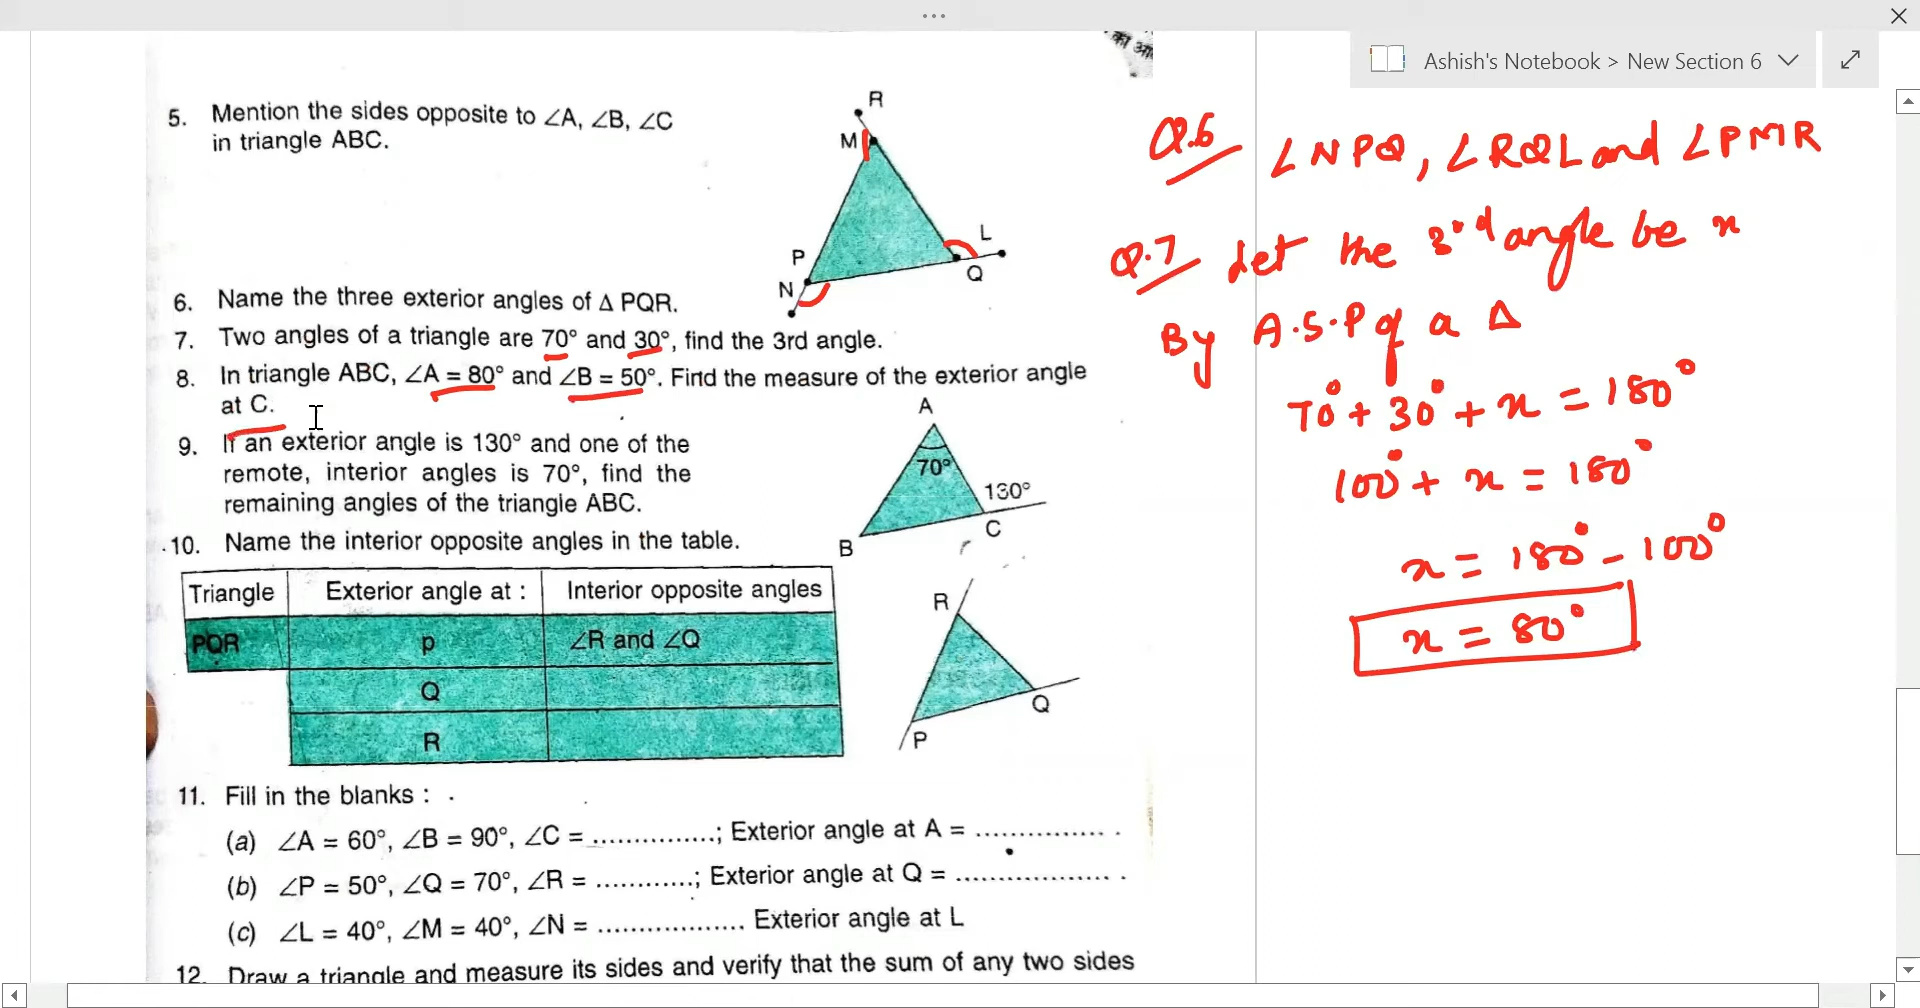 Ashish's Notebook > New Section 6
5. Mention the sides opposite to ∠A, ∠B, ∠C
in triangle ABC.
R
M
L
P
Q
N
6. Name the three exterior angles of Δ PQR.
7. Two angles of a triangle are 70° and 30°, find the 3rd angle.
8. In triangle ABC, ∠A = 80° and ∠B = 50°. Find the measure of the exterior angle
at C.
9. If an exterior angle is 130° and one of the
remote, interior angles is 70°, find the
remaining angles of the triangle ABC.
A
70°
130°
C
B
10. Name the interior opposite angles in the table.
Triangle Exterior angle at : Interior opposite angles
PQR p ∠R and ∠Q
Q
R
R
Q
P
11. Fill in the blanks :
(a) ∠A = 60°, ∠B = 90°, ∠C = ..............; Exterior angle at A = ............... .
(b) ∠P = 50°, ∠Q = 70°, ∠R = ............; Exterior angle at Q = .................. .
(c) ∠L = 40°, ∠M = 40°, ∠N = .................. Exterior angle at L
12. Draw a triangle and measure its sides and verify that the sum of any two sides
Q.6 ∠NPQ, ∠RQL and ∠PMR
Q.7 Let the 3rd angle be x
By A.S.P of a Δ
70° + 30° + x = 180°
100° + x = 180°
x = 180° - 100°
x = 80°